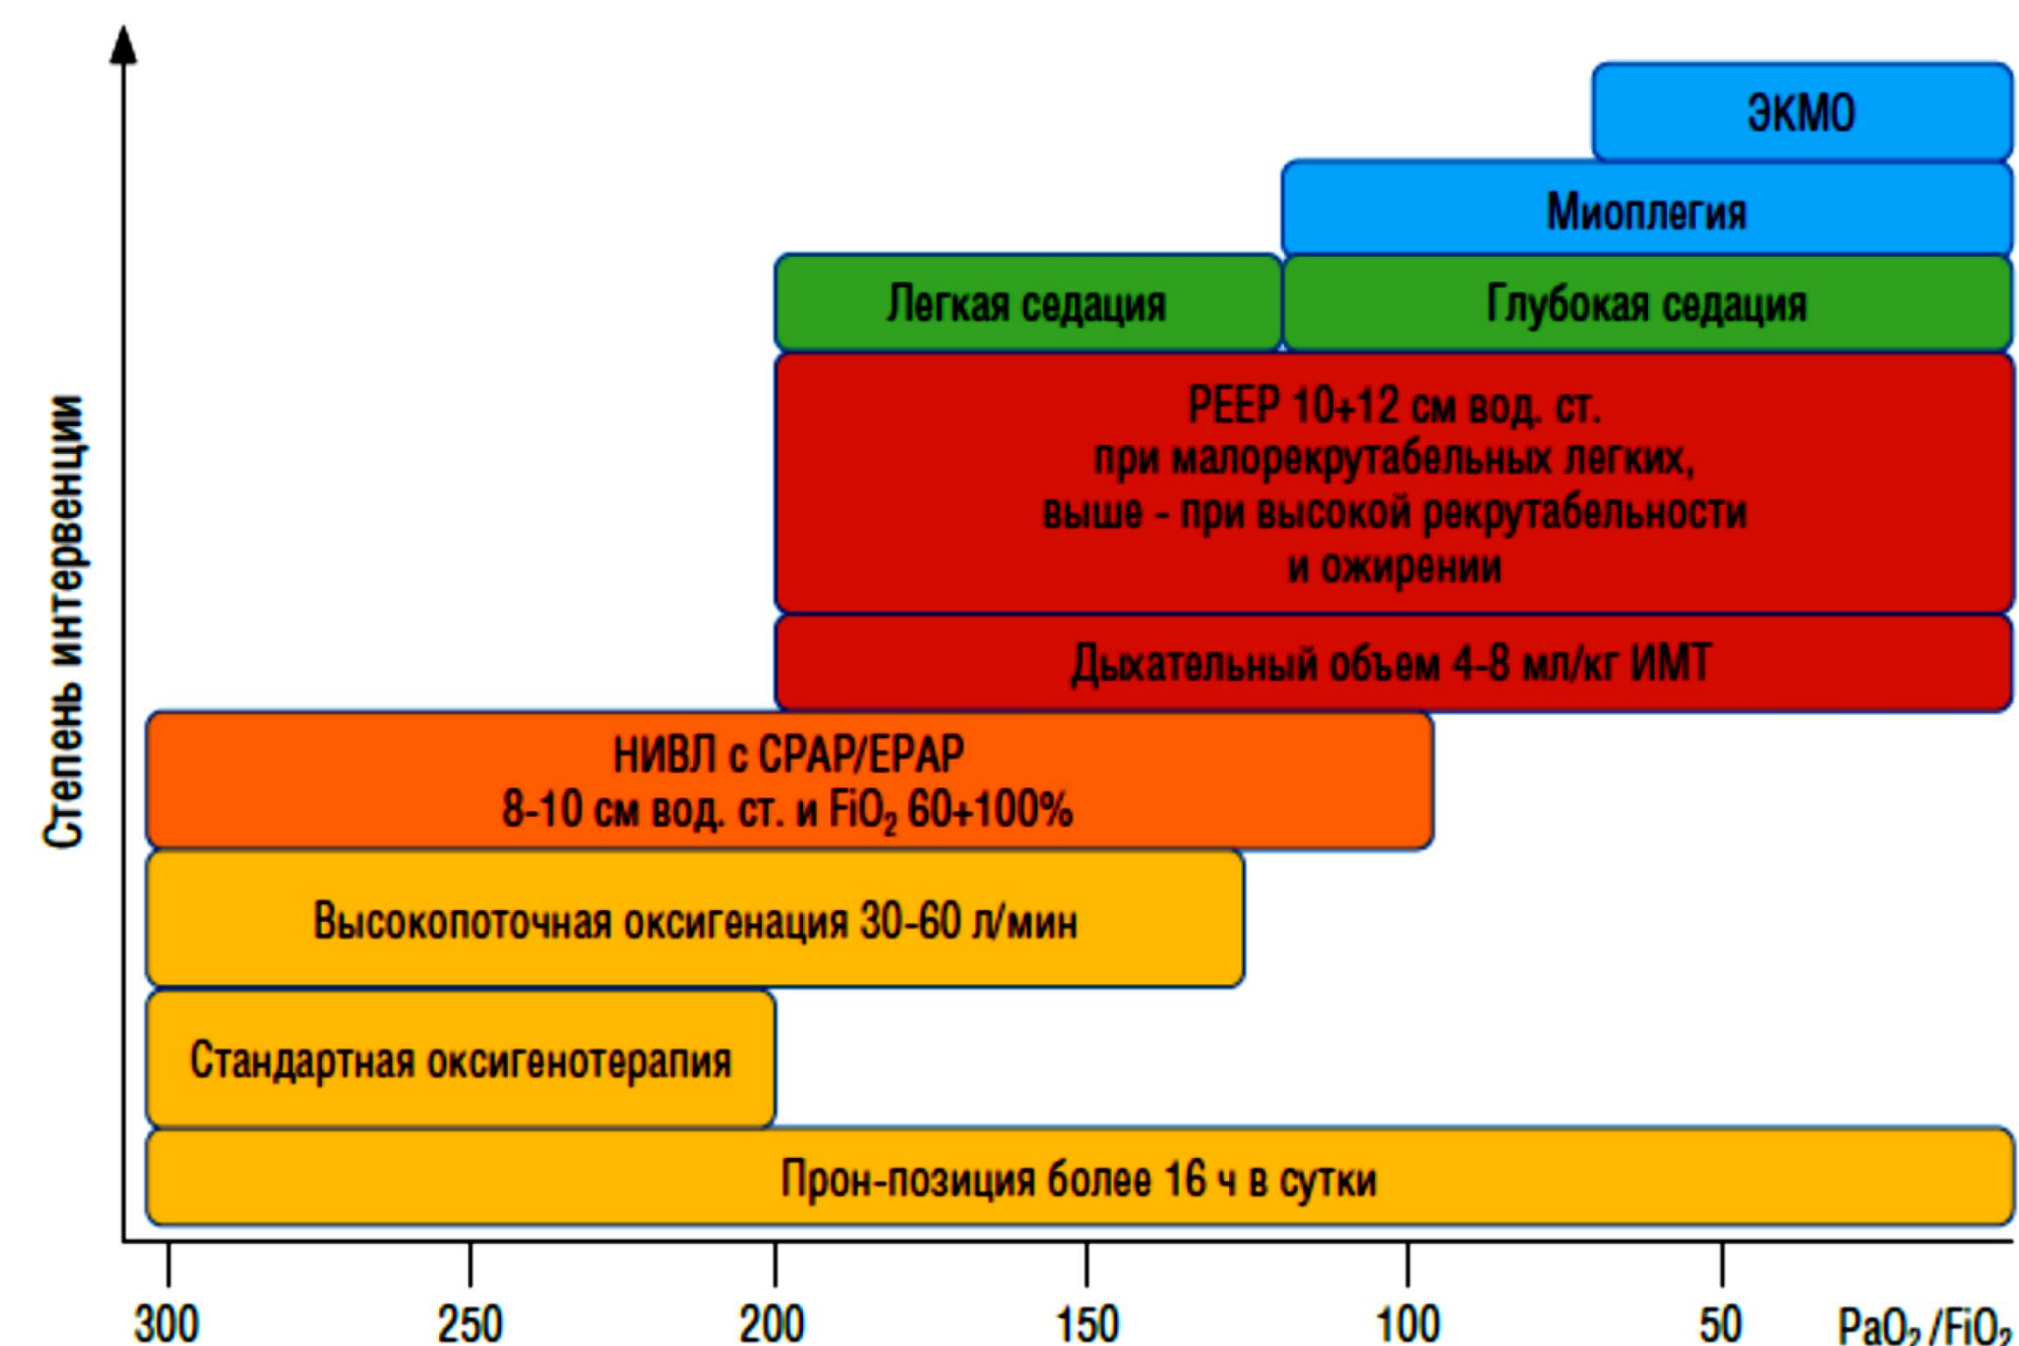 ЭКМО
Миоплегия
Легкая седация
Глубокая седация
PEEP 10+12 см вод. ст.
при малорекрутабельных легких,
выше - при высокой рекрутабельности
и ожирении
Дыхательный объем 4-8 мл/кг ИМТ
НИВЛ с CPAP/EPAP
8-10 см вод. ст. и FiO₂ 60+100%
Высокопоточная оксигенация 30-60 л/мин
Стандартная оксигенотерапия
Прон-позиция более 16 ч в сутки
Степень интервенции
300 250 200 150 100 50 PaO₂/FiO₂